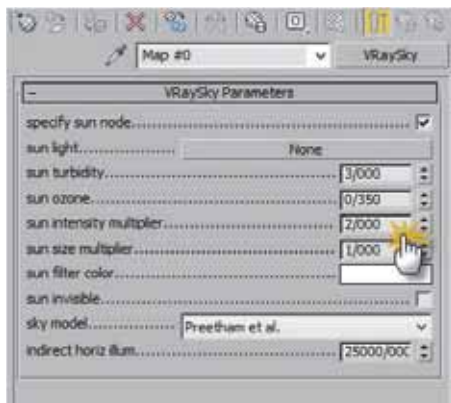 Map #0 VRaySky
- VRaySky Parameters
specify sun node
sun light None
sun turbidity 3/000
sun ozone 0/350
sun intensity multiplier 2/000
sun size multiplier 1/000
sun filter color
sun invisible
sky model Preetham et al.
indirect horiz illum 25000/00